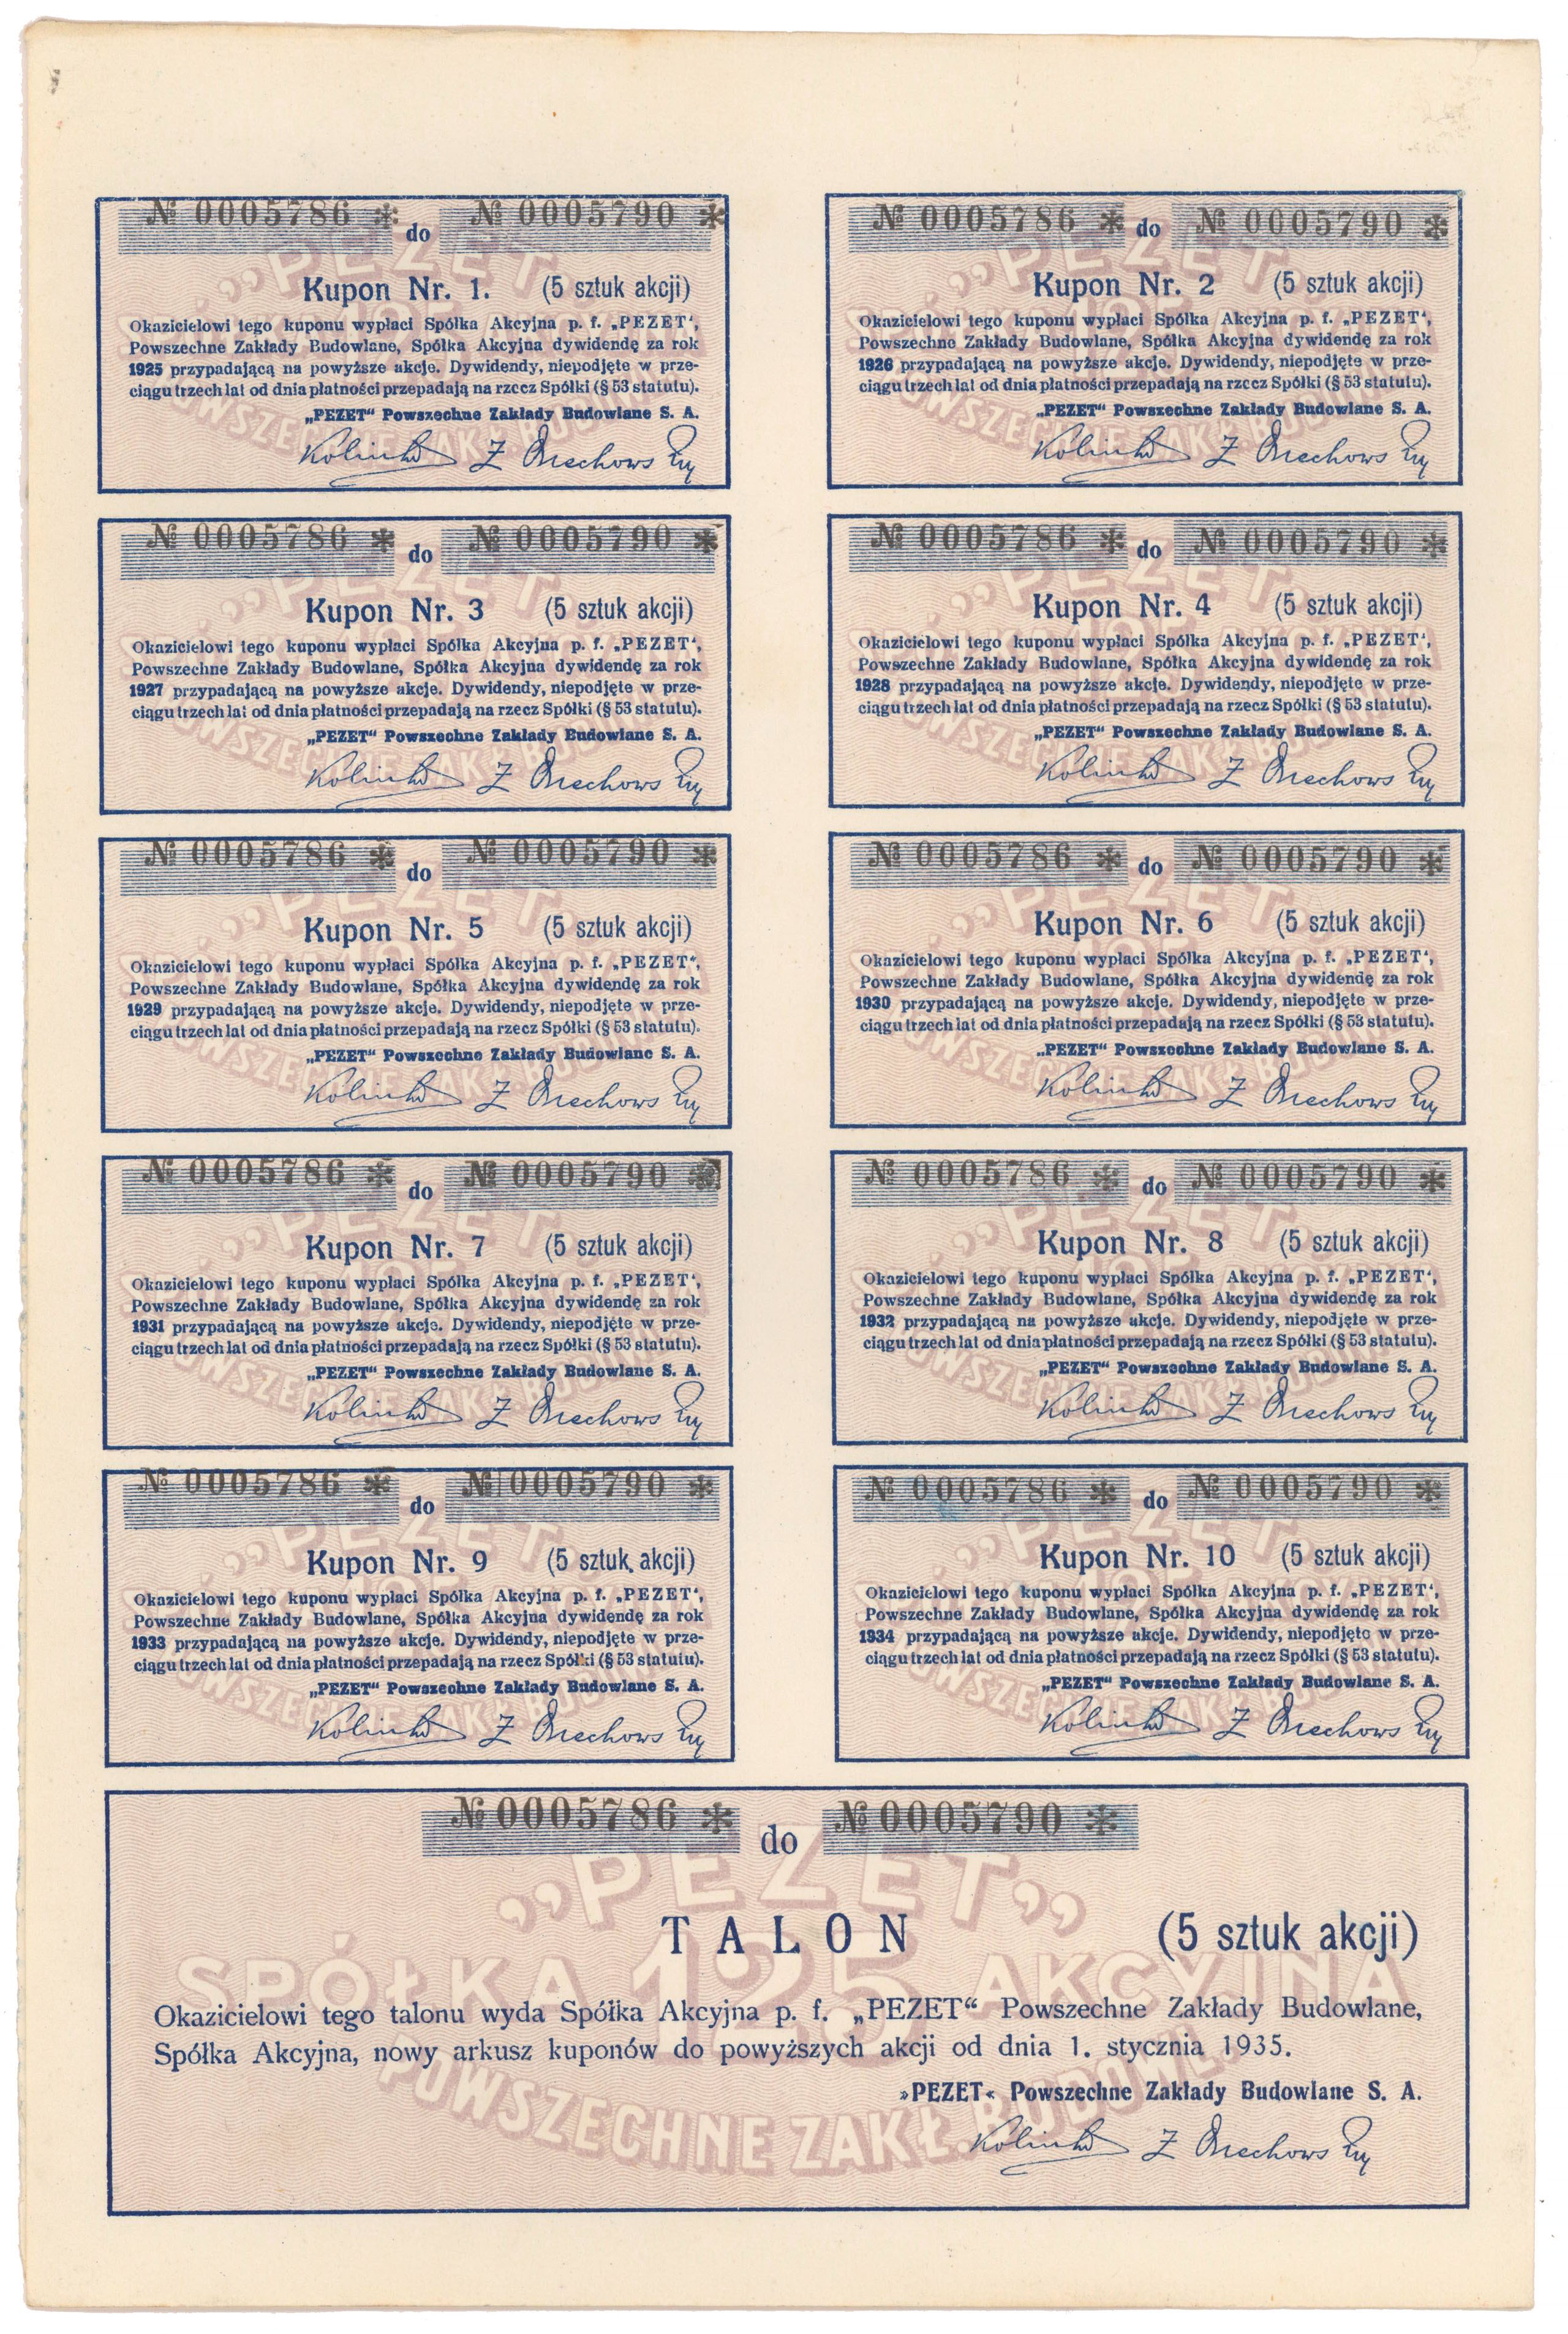 № 0005786 * do № 0005790 *
Kupon Nr. 1. (5 sztuk akcji)
Okazicielowi tego kuponu wypłaci Spółka Akcyjna p. f. „PEZET‘,
Powszechne Zakłady Budowlane, Spółka Akcyjna dywidendę za rok
1925 przypadającą na powyższe akcje. Dywidendy, niepodjęte w prze-
ciągu trzech lat od dnia płatności przepadają na rzecz Spółki (§ 53 statutu).
„PEZET“ Powszechne Zakłady Budowlane S. A.
№ 0005786 * do № 0005790 *
Kupon Nr. 2 (5 sztuk akcji)
Okazicielowi tego kuponu wypłaci Spółka Akcyjna p. f. „PEZET‘,
Powszechne Zakłady Budowlane, Spółka Akcyjna dywidendę za rok
1926 przypadającą na powyższe akcje. Dywidendy, niepodjęte w prze-
ciągu trzech lat od dnia płatności przepadają na rzecz Spółki (§ 53 statutu).
„PEZET“ Powszechne Zakłady Budowlane S. A.
№ 0005786 * do № 0005790 *
Kupon Nr. 3 (5 sztuk akcji)
Okazicielowi tego kuponu wypłaci Spółka Akcyjna p. f. „PEZET‘,
Powszechne Zakłady Budowlane, Spółka Akcyjna dywidendę za rok
1927 przypadającą na powyższe akcje. Dywidendy, niepodjęte w prze-
ciągu trzech lat od dnia płatności przepadają na rzecz Spółki (§ 53 statutu).
„PEZET“ Powszechne Zakłady Budowlane S. A.
№ 0005786 * do № 0005790 *
Kupon Nr. 4 (5 sztuk akcji)
Okazicielowi tego kuponu wypłaci Spółka Akcyjna p. f. „PEZET‘,
Powszechne Zakłady Budowlane, Spółka Akcyjna dywidendę za rok
1928 przypadającą na powyższe akcje. Dywidendy, niepodjęte w prze-
ciągu trzech lat od dnia płatności przepadają na rzecz Spółki (§ 53 statutu).
„PEZET“ Powszechne Zakłady Budowlane S. A.
№ 0005786 * do № 0005790 *
Kupon Nr. 5 (5 sztuk akcji)
Okazicielowi tego kuponu wypłaci Spółka Akcyjna p. f. „PEZET“,
Powszechne Zakłady Budowlane, Spółka Akcyjna dywidendę za rok
1929 przypadającą na powyższe akcje. Dywidendy, niepodjęte w prze-
ciągu trzech lat od dnia płatności przepadają na rzecz Spółki (§ 53 statutu).
„PEZET“ Powszechne Zakłady Budowlane S. A.
№ 0005786 * do № 0005790 *
Kupon Nr. 6 (5 sztuk akcji)
Okazicielowi tego kuponu wypłaci Spółka Akcyjna p. f. „PEZET‘,
Powszechne Zakłady Budowlane, Spółka Akcyjna dywidendę za rok
1930 przypadającą na powyższe akcje. Dywidendy, niepodjęte w prze-
ciągu trzech lat od dnia płatności przepadają na rzecz Spółki (§ 53 statutu).
„PEZET“ Powszechne Zakłady Budowlane S. A.
№ 0005786 * do № 0005790 *
Kupon Nr. 7 (5 sztuk akcji)
Okazicielowi tego kuponu wypłaci Spółka Akcyjna p. f. „PEZET‘,
Powszechne Zakłady Budowlane, Spółka Akcyjna dywidendę za rok
1931 przypadającą na powyższe akcje. Dywidendy, niepodjęte w prze-
ciągu trzech lat od dnia płatności przepadają na rzecz Spółki (§ 53 statutu).
„PEZET“ Powszechne Zakłady Budowlane S. A.
№ 0005786 * do № 0005790 *
Kupon Nr. 8 (5 sztuk akcji)
Okazicielowi tego kuponu wypłaci Spółka Akcyjna p. f. „PEZET‘,
Powszechne Zakłady Budowlane, Spółka Akcyjna dywidendę za rok
1932 przypadającą na powyższe akcje. Dywidendy, niepodjęte w prze-
ciągu trzech lat od dnia płatności przepadają na rzecz Spółki (§ 53 statutu).
„PEZET“ Powszechne Zakłady Budowlane S. A.
№ 0005786 * do № 0005790 *
Kupon Nr. 9 (5 sztuk akcji)
Okazicielowi tego kuponu wypłaci Spółka Akcyjna p. f. „PEZET‘,
Powszechne Zakłady Budowlane, Spółka Akcyjna dywidendę za rok
1933 przypadającą na powyższe akcje. Dywidendy, niepodjęte w prze-
ciągu trzech lat od dnia płatności przepadają na rzecz Spółki (§ 53 statutu).
„PEZET“ Powszechne Zakłady Budowlane S. A.
№ 0005786 * do № 0005790 *
Kupon Nr. 10 (5 sztuk akcji)
Okazicielowi tego kuponu wypłaci Spółka Akcyjna p. f. „PEZET‘,
Powszechne Zakłady Budowlane, Spółka Akcyjna dywidendę za rok
1934 przypadającą na powyższe akcje. Dywidendy, niepodjęte w prze-
ciągu trzech lat od dnia płatności przepadają na rzecz Spółki (§ 53 statutu).
„PEZET“ Powszechne Zakłady Budowlane S. A.
№ 0005786 * do № 0005790 *
„PEZET„
TALON (5 sztuk akcji)
SPÓŁKA 125 AKCYJNA
Okazicielowi tego talonu wyda Spółka Akcyjna p. f. „PEZET“ Powszechne Zakłady Budowlane,
Spółka Akcyjna, nowy arkusz kuponów do powyższych akcji od dnia 1. stycznia 1935.
»PEZET« Powszechne Zakłady Budowlane S. A.
POWSZECHNE ZAKŁ. BUDOWL.